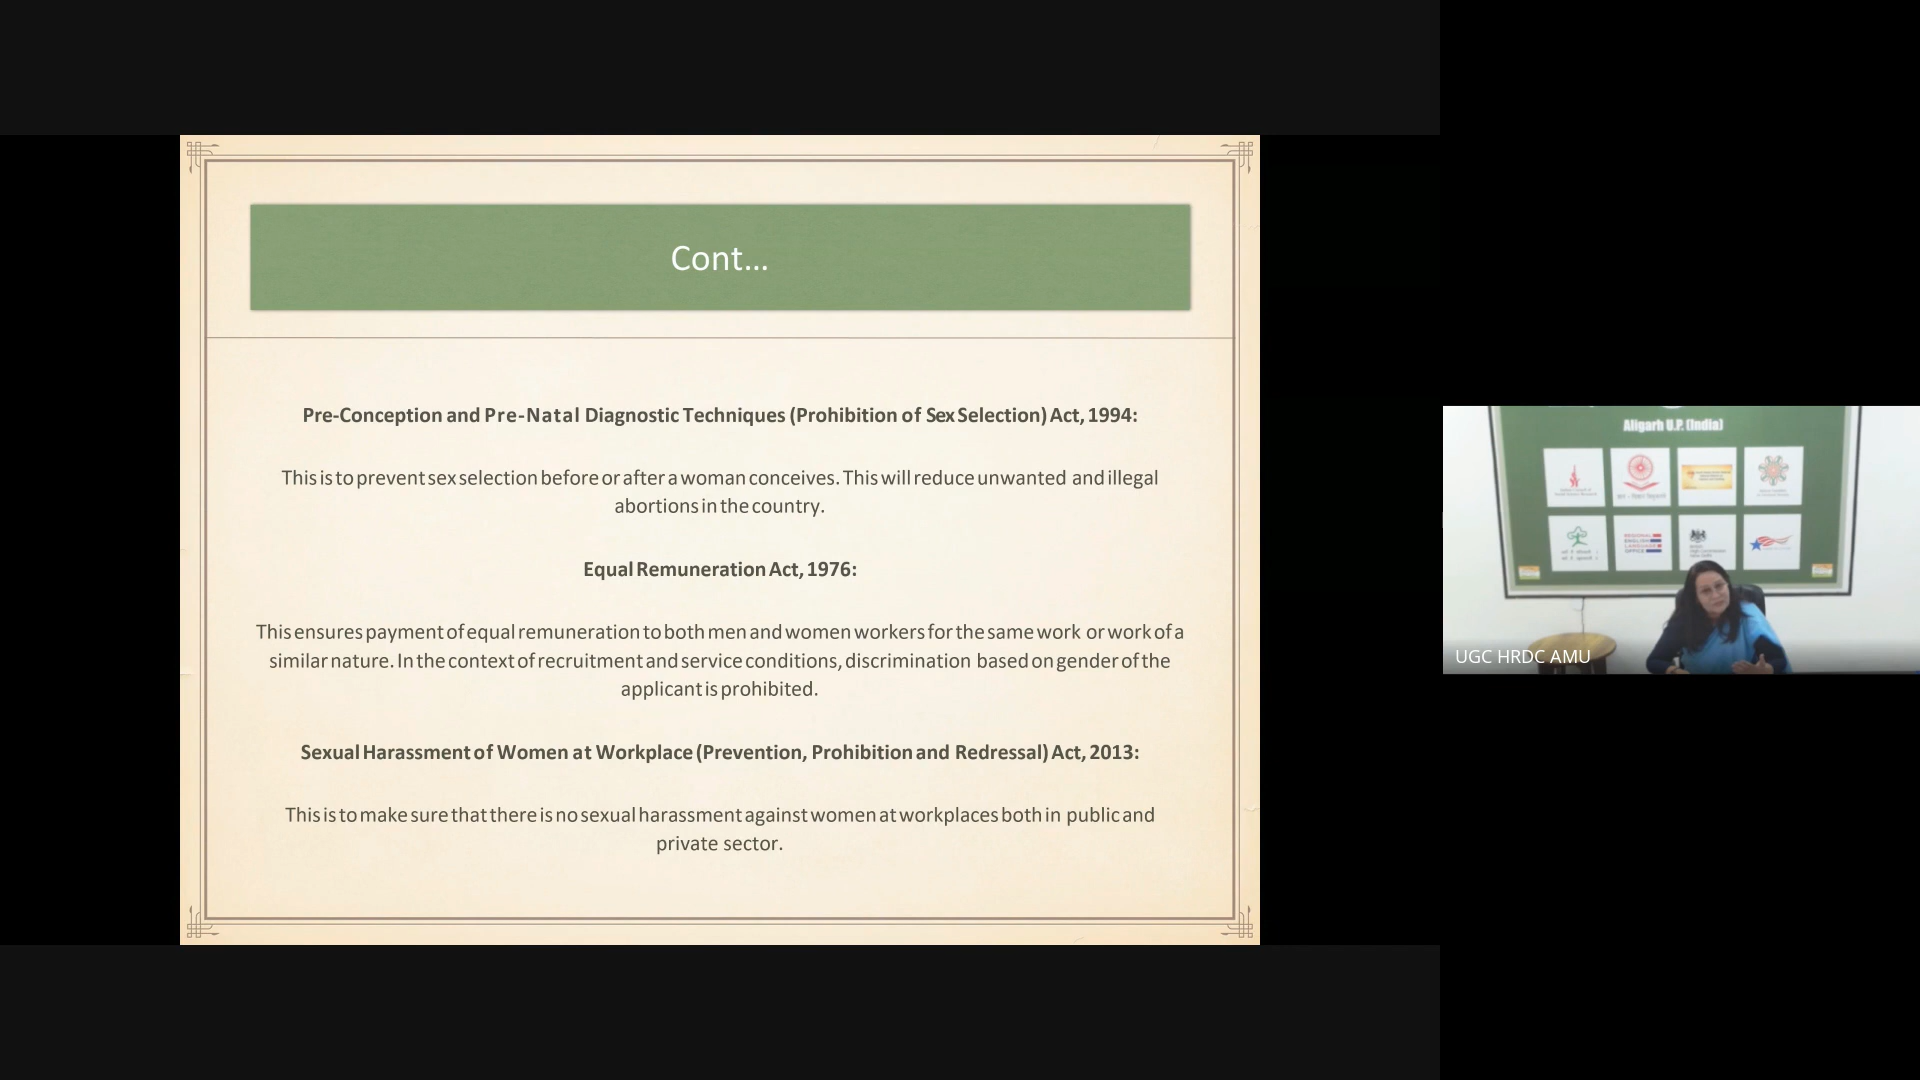 Cont...
Pre-Conception and Pre-Natal Diagnostic Techniques (Prohibition of Sex Selection) Act, 1994:
This is to prevent sex selection before or after a woman conceives. This will reduce unwanted and illegal
abortions in the country.
Equal Remuneration Act, 1976:
This ensures payment of equal remuneration to both men and women workers for the same work or work of a
similar nature. In the context of recruitment and service conditions, discrimination based on gender of the
applicant is prohibited.
Sexual Harassment of Women at Workplace (Prevention, Prohibition and Redressal) Act, 2013:
This is to make sure that there is no sexual harassment against women at workplaces both in public and
private sector.
Aligarh U.P. (India)
REGIONAL
ENGLISH
LANGUAGE
OFFICE
UGC HRDC AMU